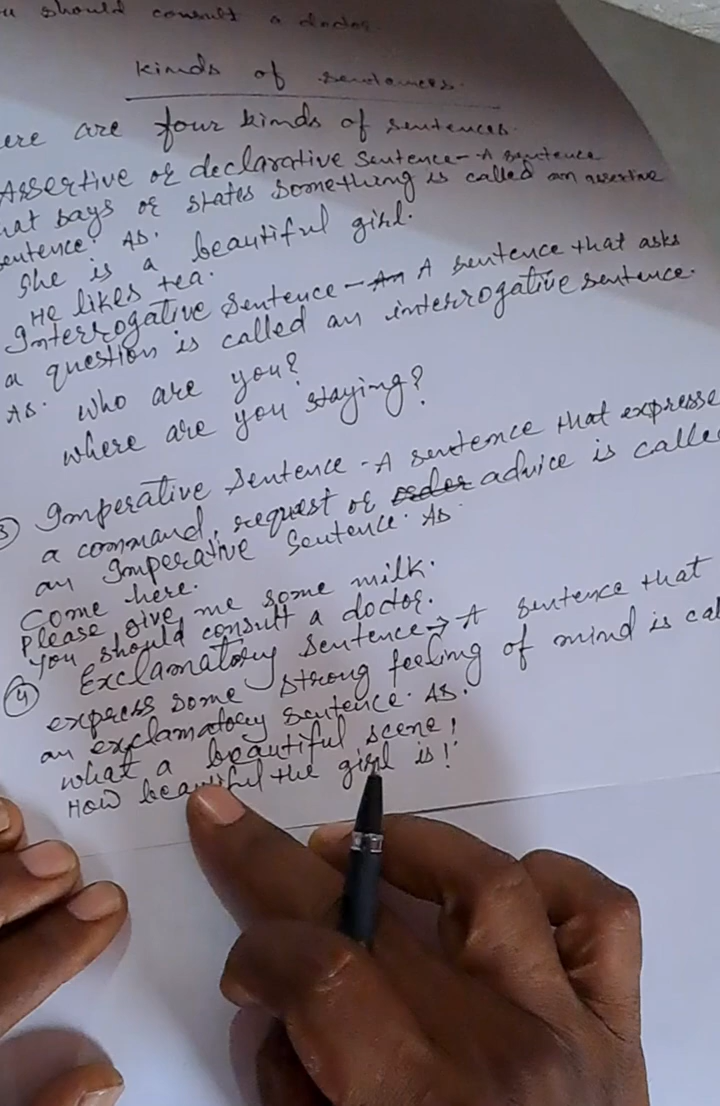 u should consult a doctor.
kinds of sentences.
ere are four kinds of sentences.
Assertive or declarative sentence - A sentence
hat says or states something is called an assertive
entence. As.
She is a beautiful girl.
He likes tea.
Interrogative Sentence - An A sentence that asks
a question is called an interrogative sentence.
As. Who are you?
where are you staying?
3 Imperative Sentence - A sentence that expresse
a command, request or order advice is calle
an Imperative Sentence. As
Come here.
Please give me some milk.
You should consult a doctor.
4 Exclamatory sentence → A sentence that
express some strong feeling of mind is cal
an exclamatory sentence. As.
what a beautiful scene!
How beautiful the girl is!